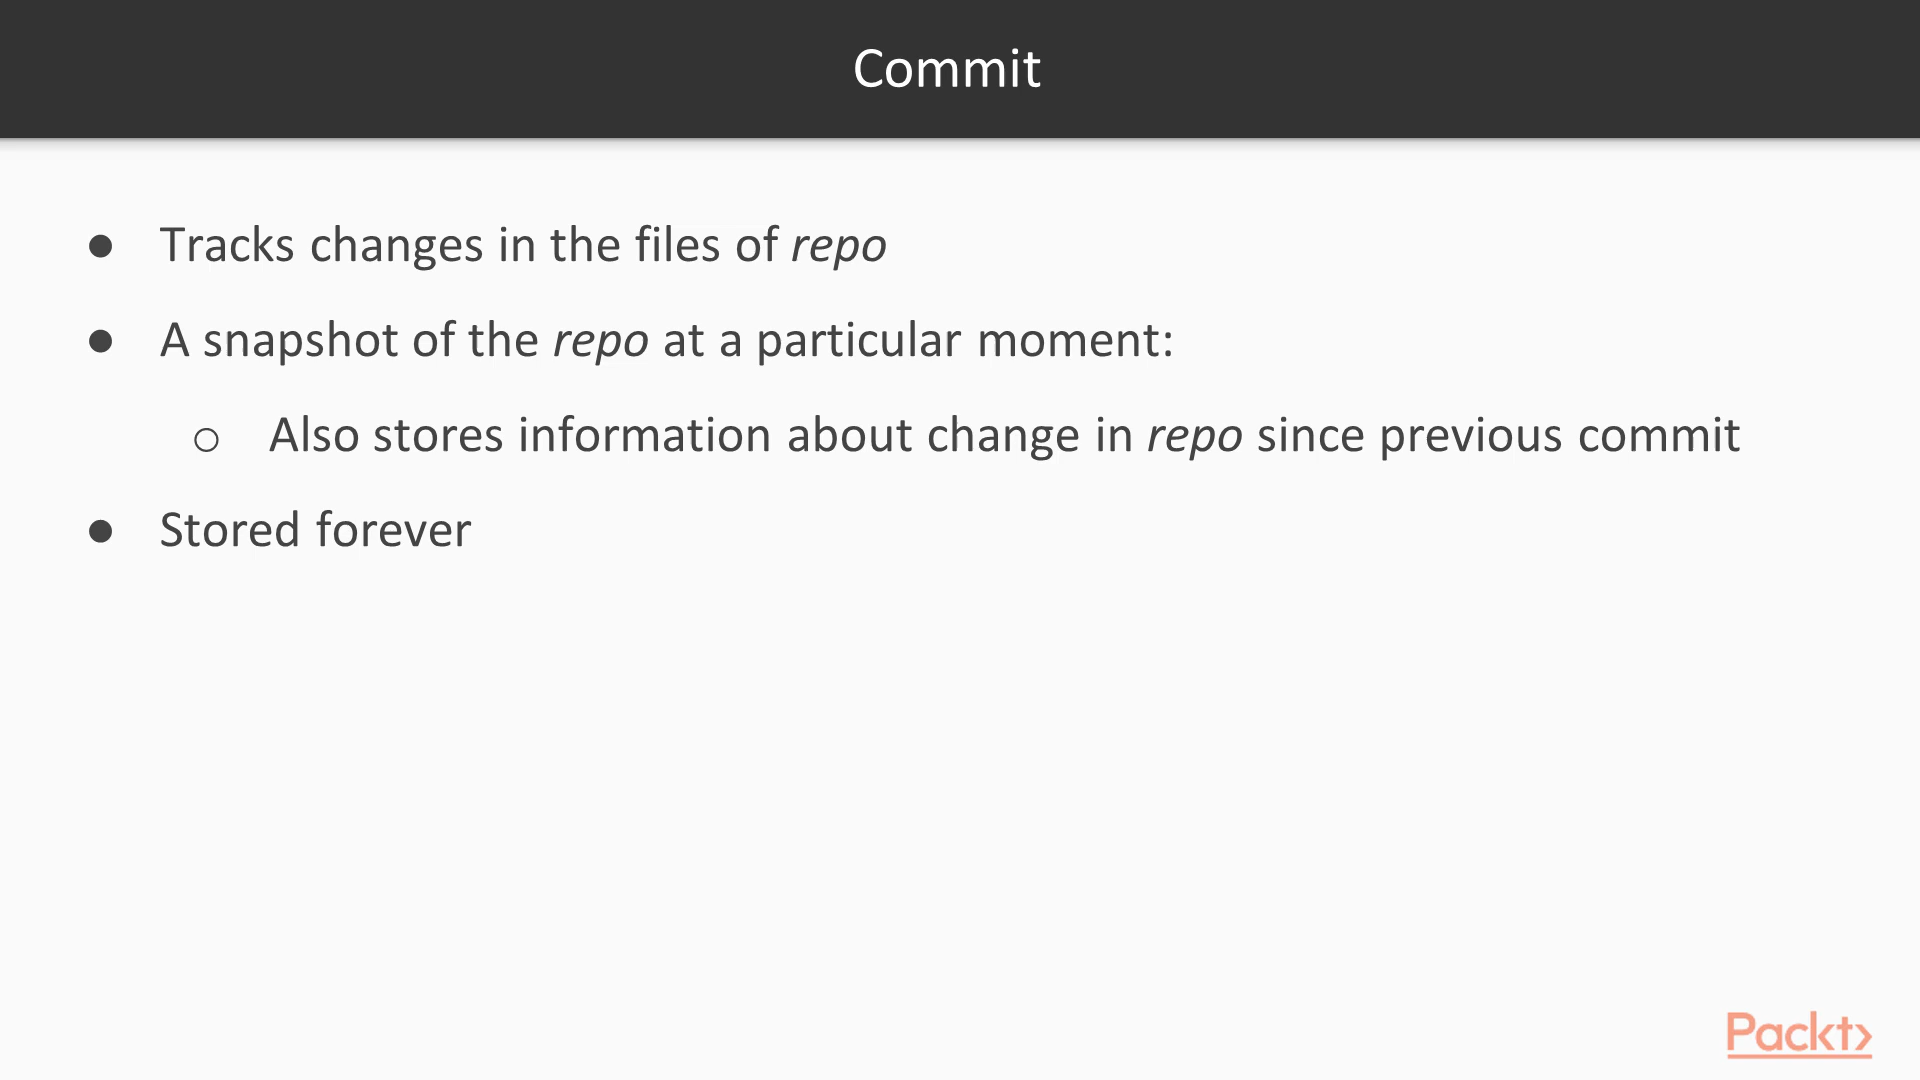 Commit
● Tracks changes in the files of repo
● A snapshot of the repo at a particular moment:
○ Also stores information about change in repo since previous commit
● Stored forever
Packt>